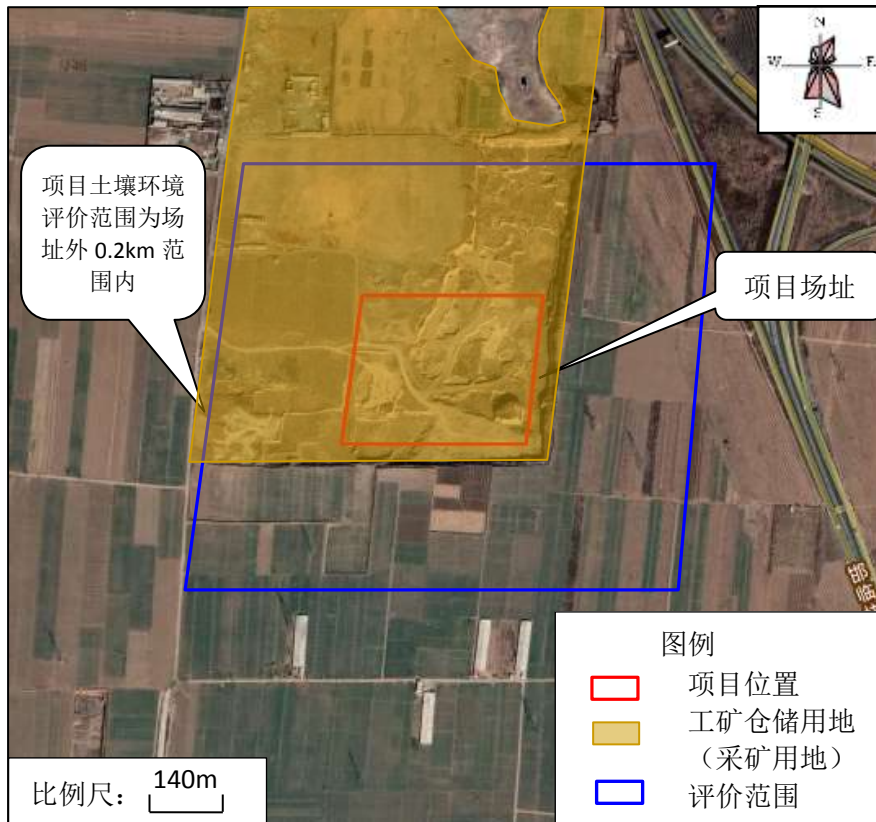 N
W
E
S
项目土壤环境
评价范围为场
址外 0.2km 范
围内
项目场址
图例
项目位置
工矿仓储用地
（采矿用地）
评价范围
比例尺：
140m